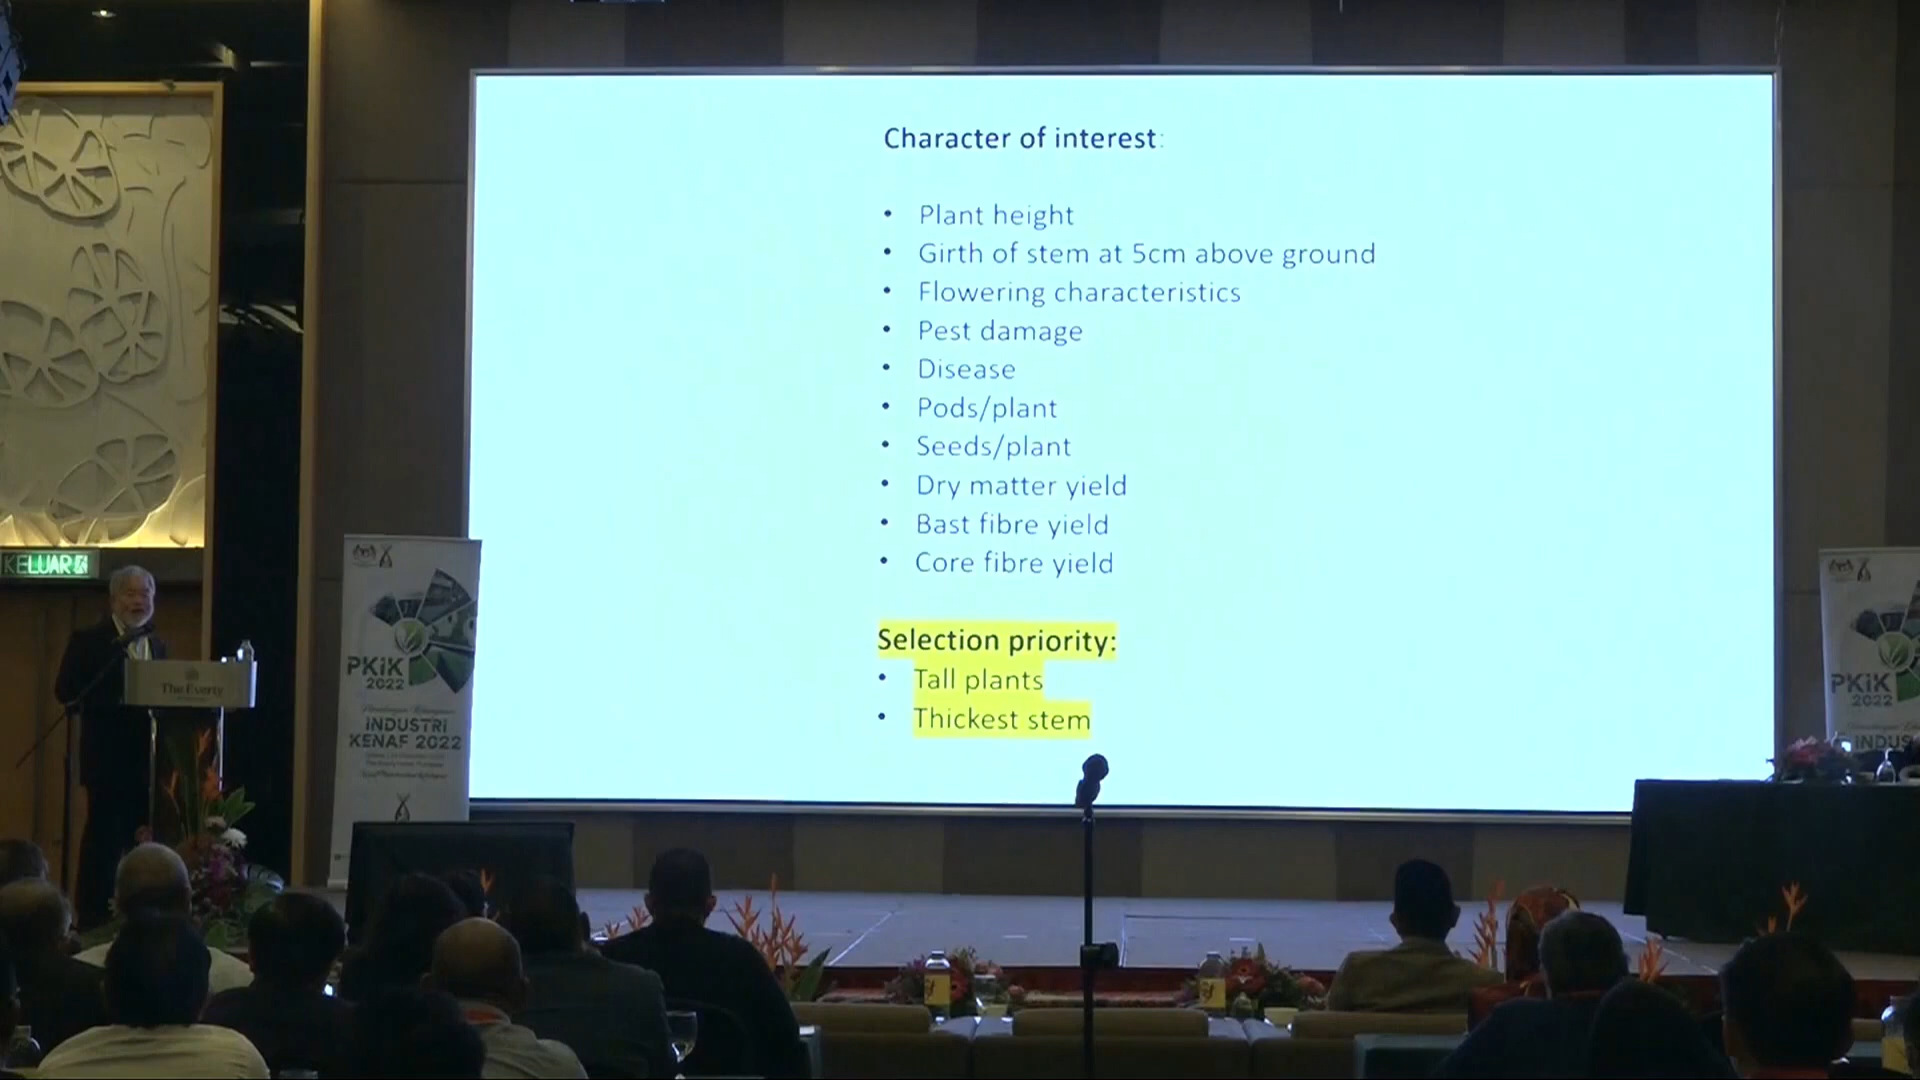 Character of interest:
• Plant height
• Girth of stem at 5cm above ground
• Flowering characteristics
• Pest damage
• Disease
• Pods/plant
• Seeds/plant
• Dry matter yield
• Bast fibre yield
• Core fibre yield
Selection priority:
• Tall plants
• Thickest stem
KELUAR
The Everly
PKiK
2022
INDUSTRI
KENAF 2022
PKiK
2022
INDUS